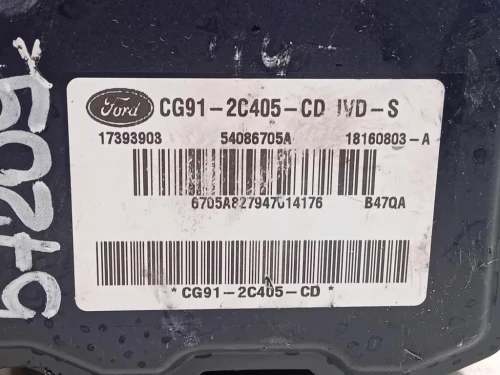 Ford CG91-2C405-CD IVD-S
17393903 54086705A 18160803-A
6705A827947014176 B47QA
* CG91-2C405-CD *